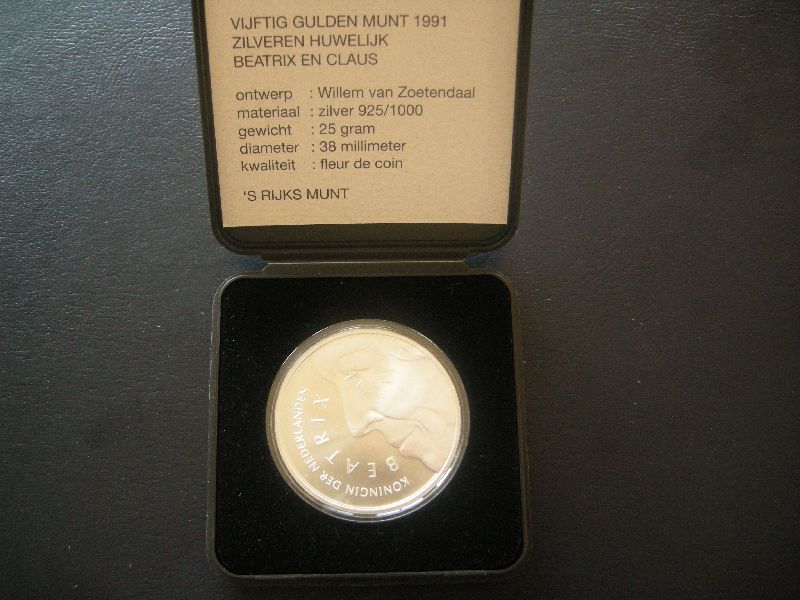 VIJFTIG GULDEN MUNT 1991
ZILVEREN HUWELIJK
BEATRIX EN CLAUS
ontwerp : Willem van Zoetendaal
materiaal : zilver 925/1000
gewicht : 25 gram
diameter : 38 millimeter
kwaliteit : fleur de coin
'S RIJKS MUNT
BEATRIX
KONINGIN DER NEDERLANDEN